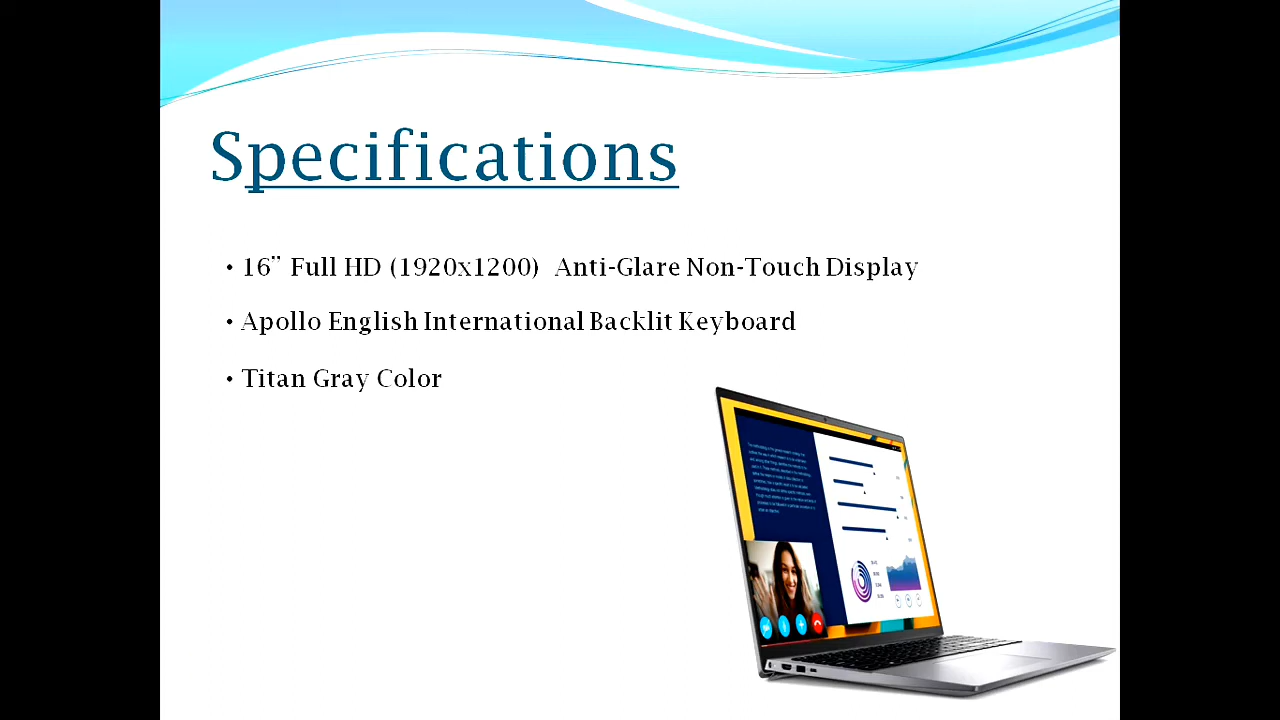 Specifications
• 16" Full HD (1920x1200) Anti-Glare Non-Touch Display
• Apollo English International Backlit Keyboard
• Titan Gray Color